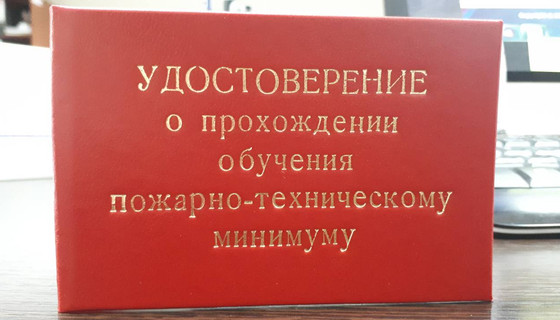 УДОСТОВЕРЕНИЕ
о прохождении
обучения
пожарно-техническому
минимуму